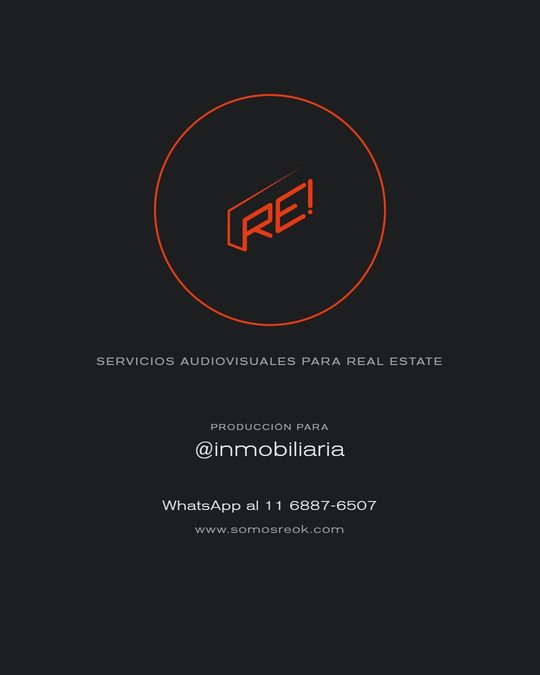 RE!
SERVICIOS AUDIOVISUALES PARA REAL ESTATE
PRODUCCIÓN PARA
@inmobiliaria
WhatsApp al 11 6887-6507
www.somosreok.com